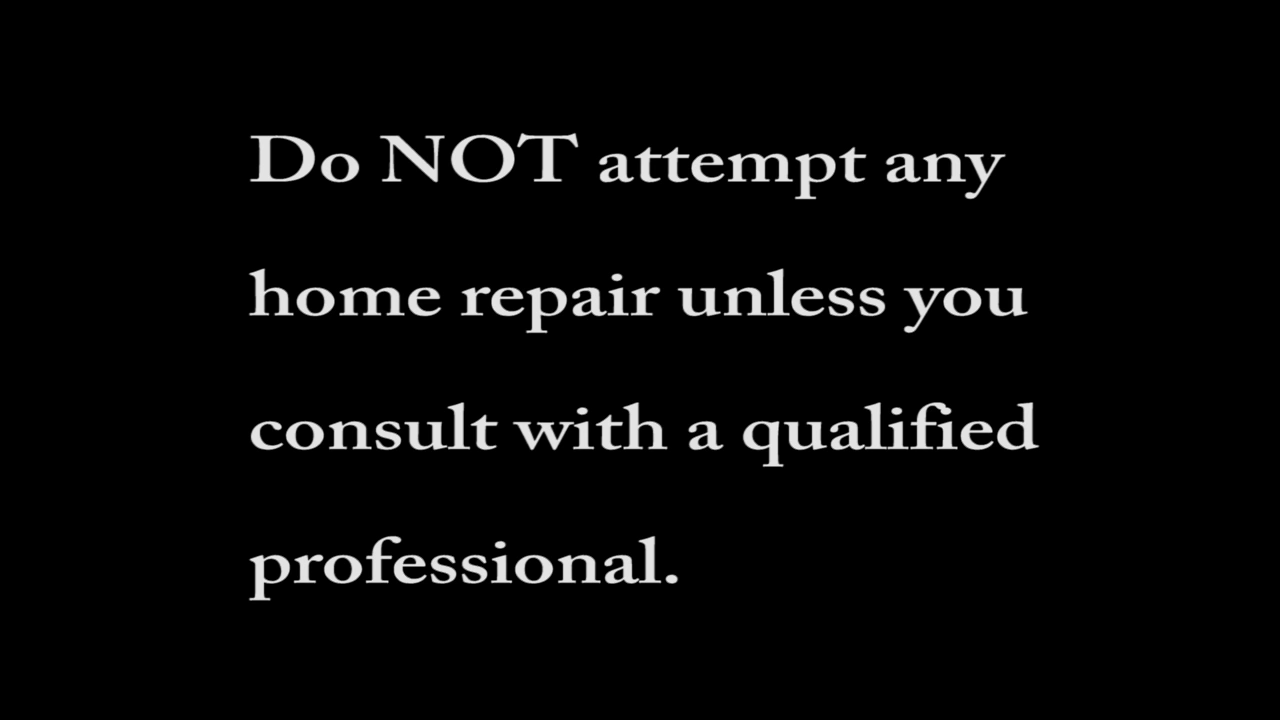 Do NOT attempt any
home repair unless you
consult with a qualified
professional.